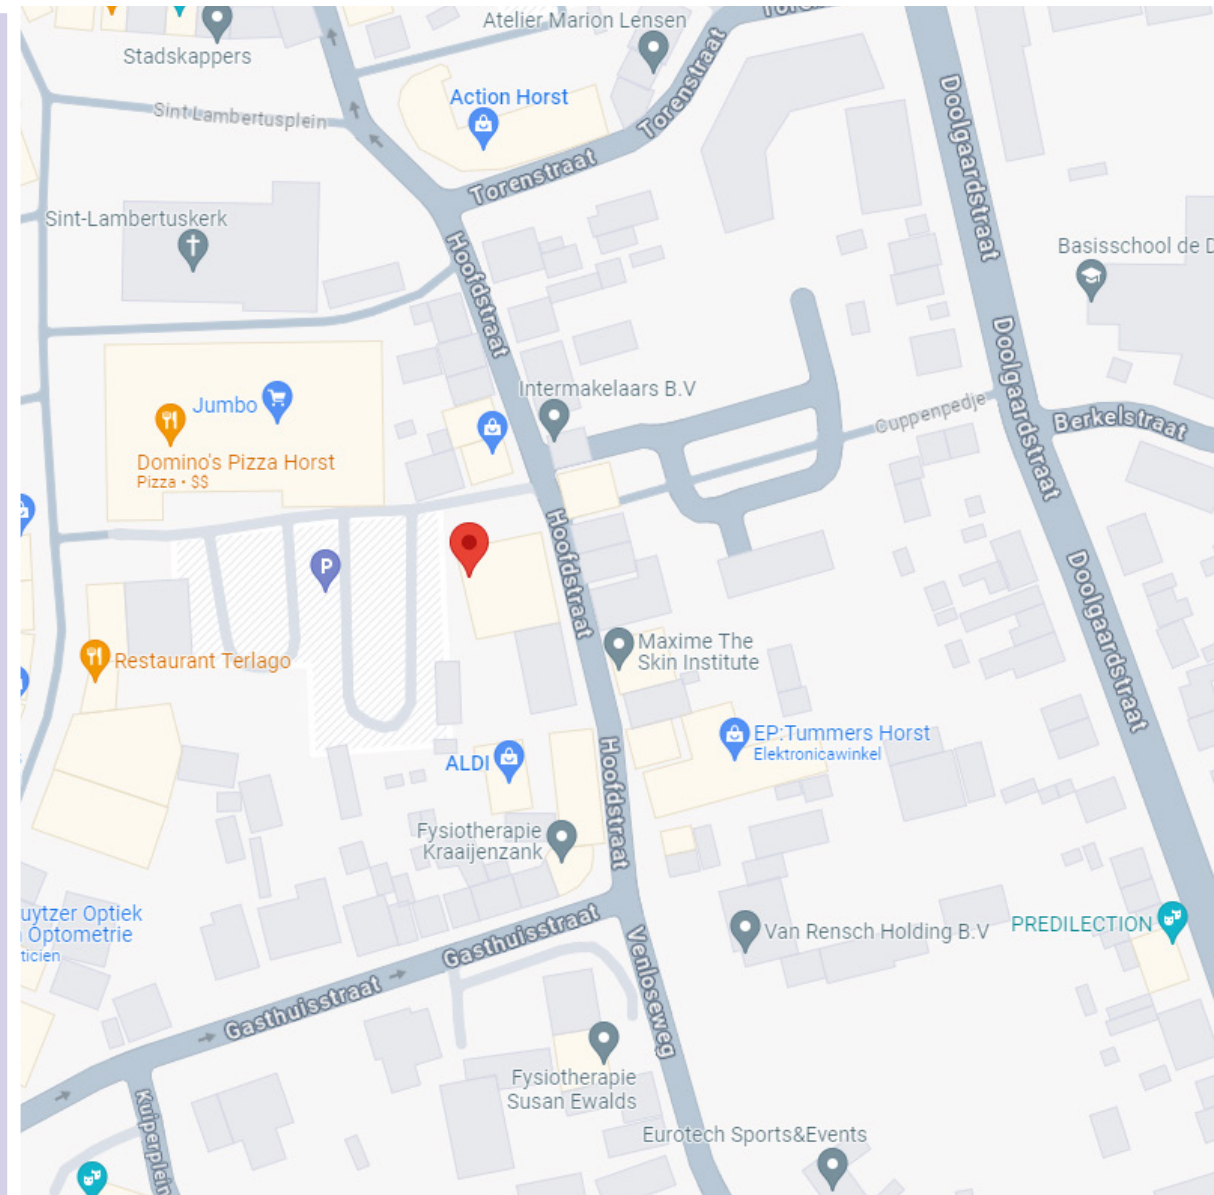 Atelier Marion Lensen
Stadskappers
Action Horst
Sint-Lambertusplein
Torenstraat
Torenstraat
Doolgaardstraat
Sint-Lambertuskerk
Hoofdstraat
Basisschool de
Intermakelaars B.V
Doolgaardstraat
Jumbo
Cuppenpedje
Berkelstraat
Domino's Pizza Horst
Pizza • $$
P
Hoofdstraat
Doolgaardstraat
Maxime The
Skin Institute
Restaurant Terlago
EP:Tummers Horst
Elektronicawinkel
ALDI
Hoofdstraat
Fysiotherapie
Kraaijenzank
uytzer Optiek
Optometrie
ticien
Gasthuisstraat
Van Rensch Holding B.V
PREDILECTION
Venloseweg
Gasthuisstraat
Fysiotherapie
Susan Ewalds
Kuiperplein
Eurotech Sports&Events